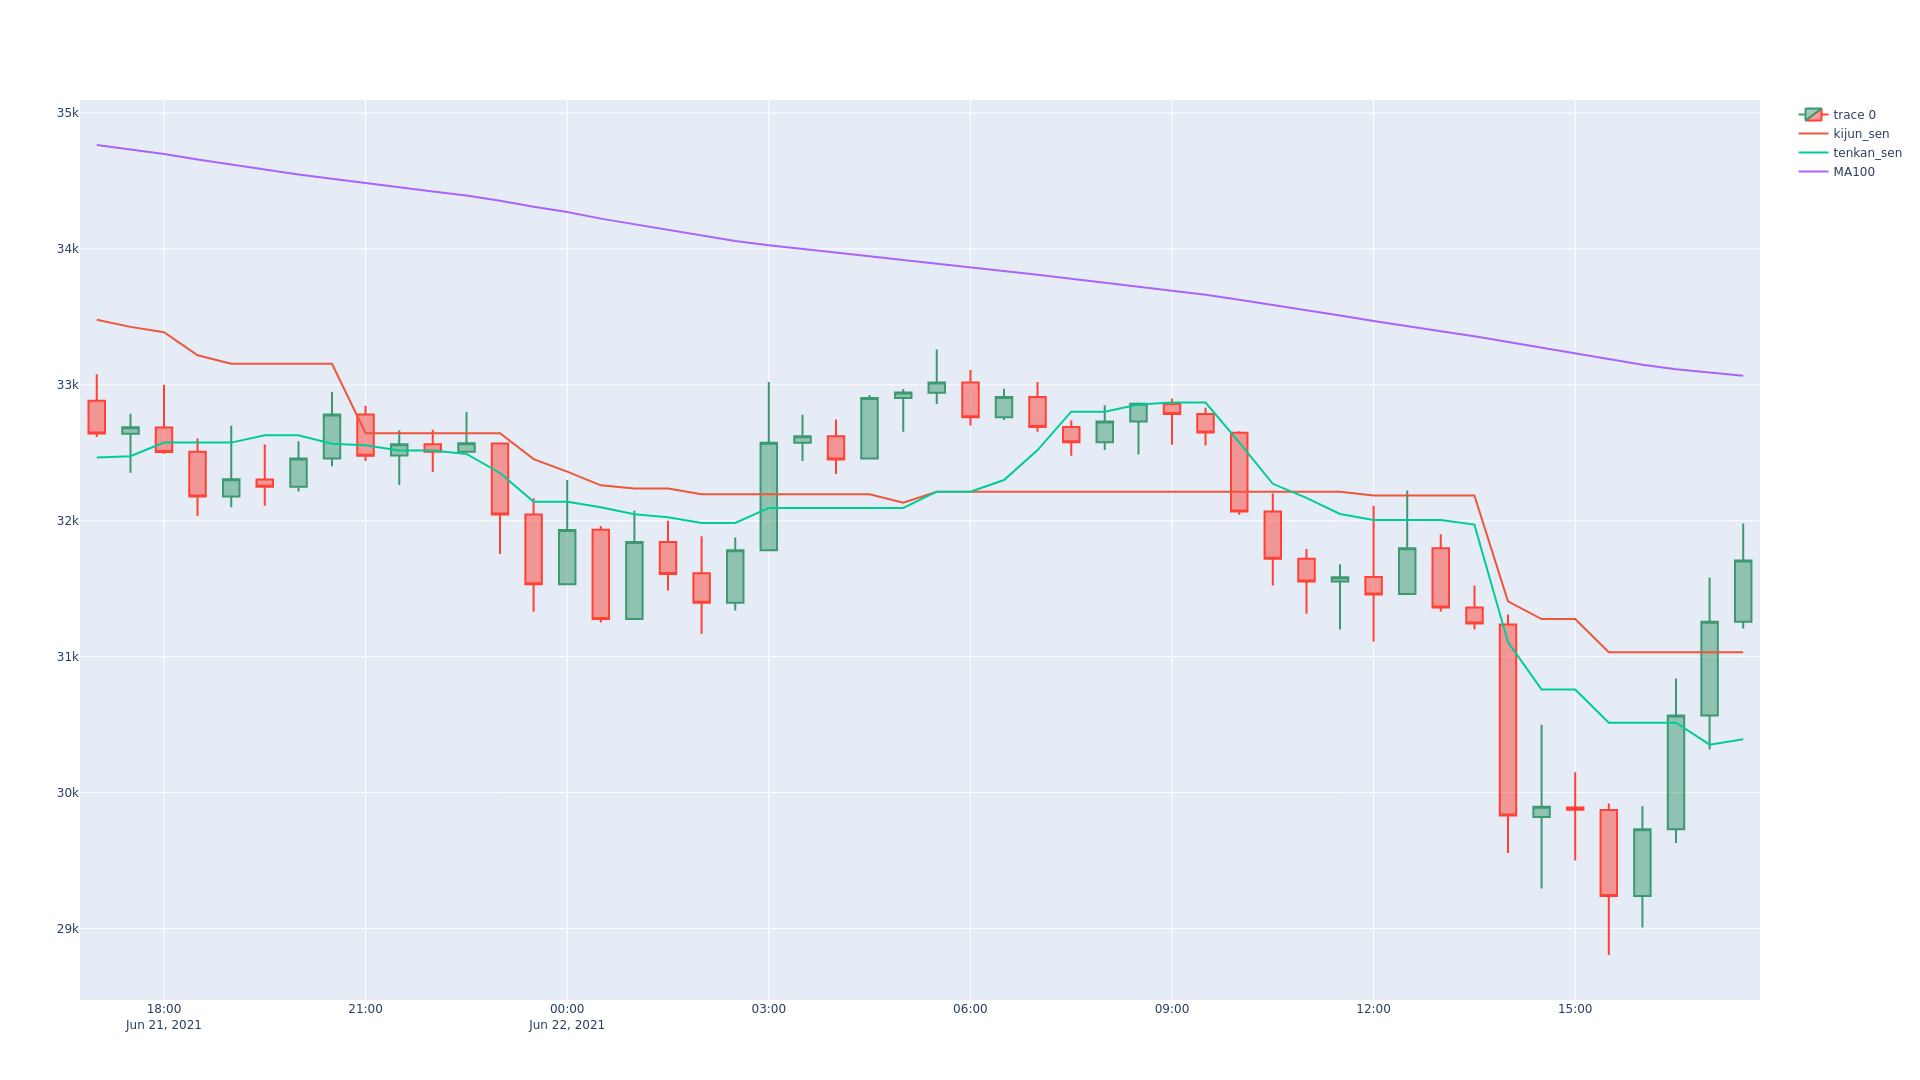 35k
34k
33k
32k
31k
30k
29k
18:00
Jun 21, 2021
21:00
00:00
Jun 22, 2021
03:00
06:00
09:00
12:00
15:00
trace 0
kijun_sen
tenkan_sen
MA100